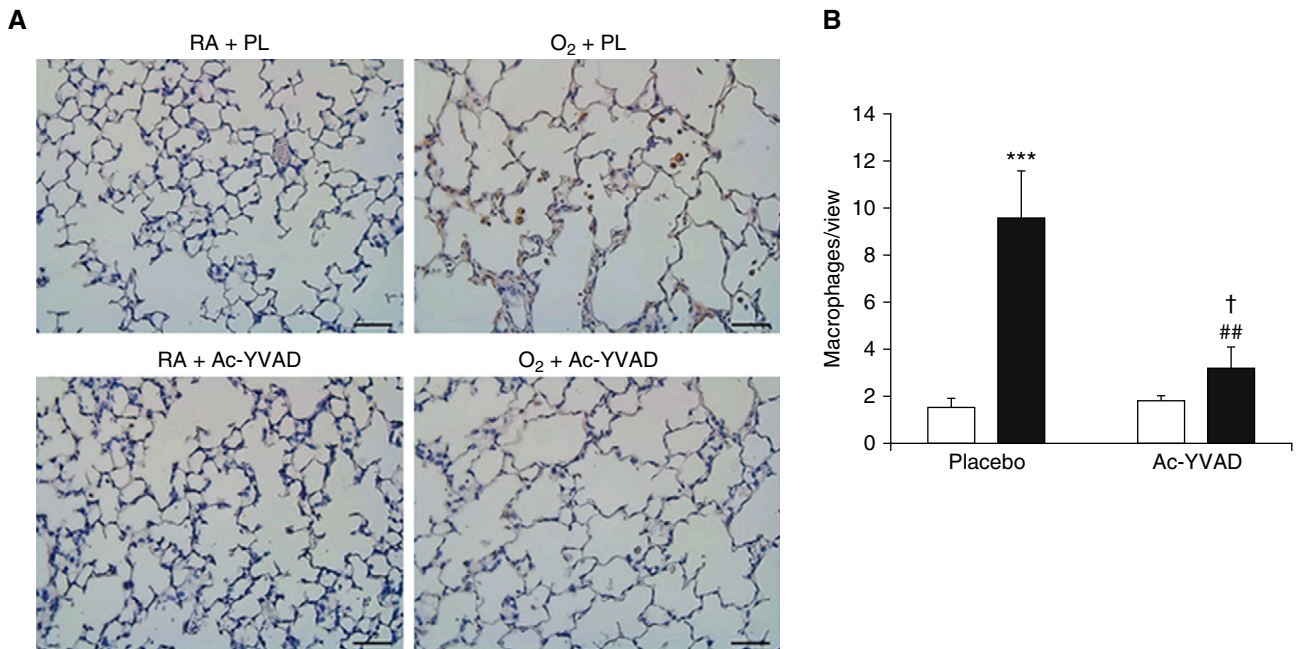 A
RA + PL
O₂ + PL
RA + Ac-YVAD
O₂ + Ac-YVAD
B
Macrophages/view
14
12
10
8
6
4
2
0
***
†
##
Placebo
Ac-YVAD